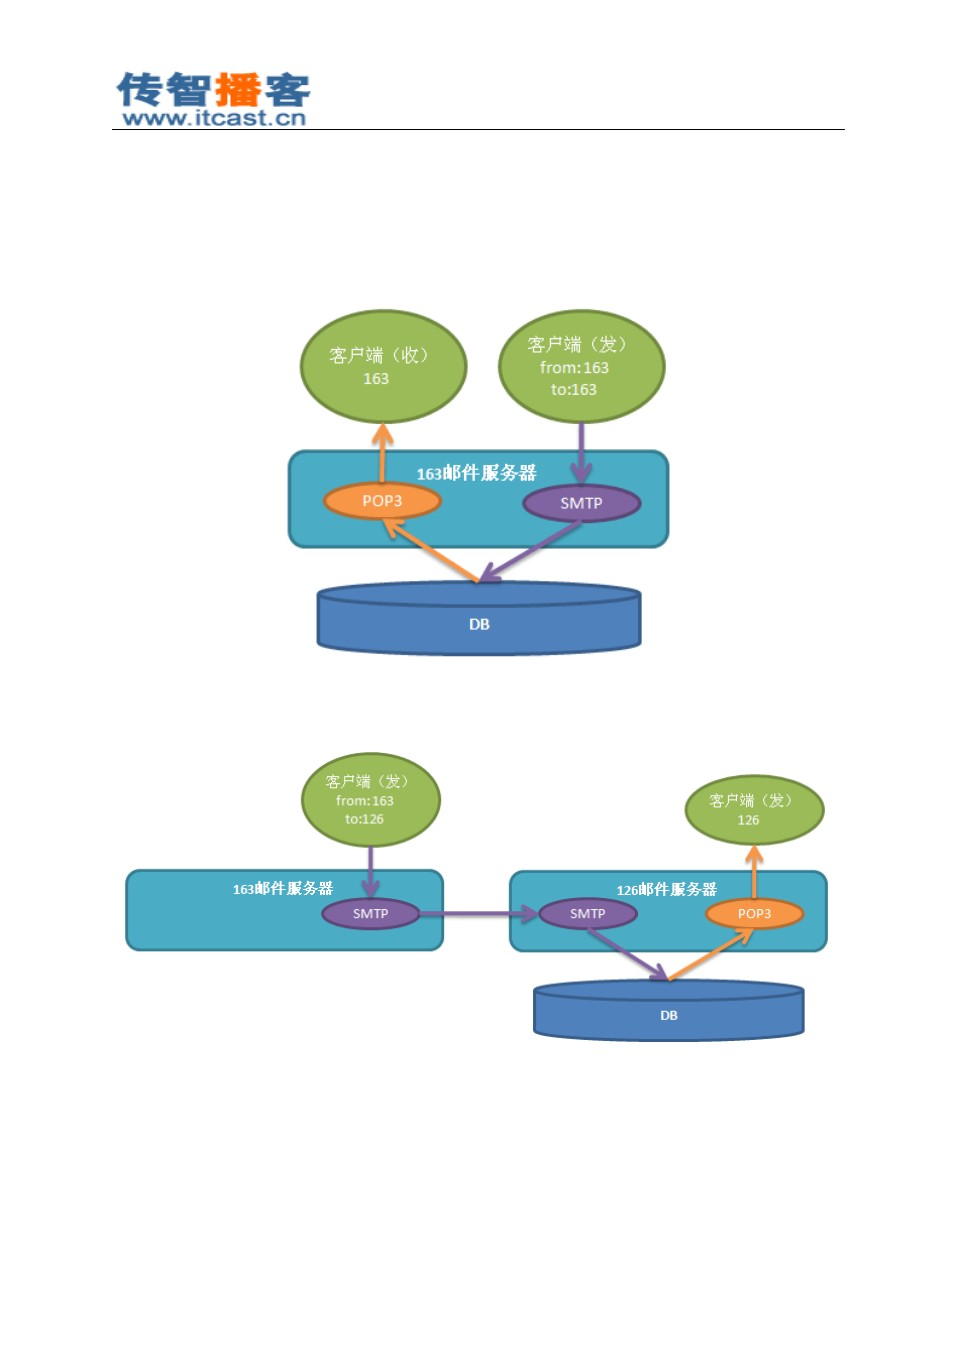 传智播客
www.itcast.cn
客户端（收）
163
客户端（发）
from:163
to:163
163邮件服务器
POP3
SMTP
DB
客户端（发）
from:163
to:126
客户端（发）
126
163邮件服务器
SMTP
126邮件服务器
SMTP
POP3
DB